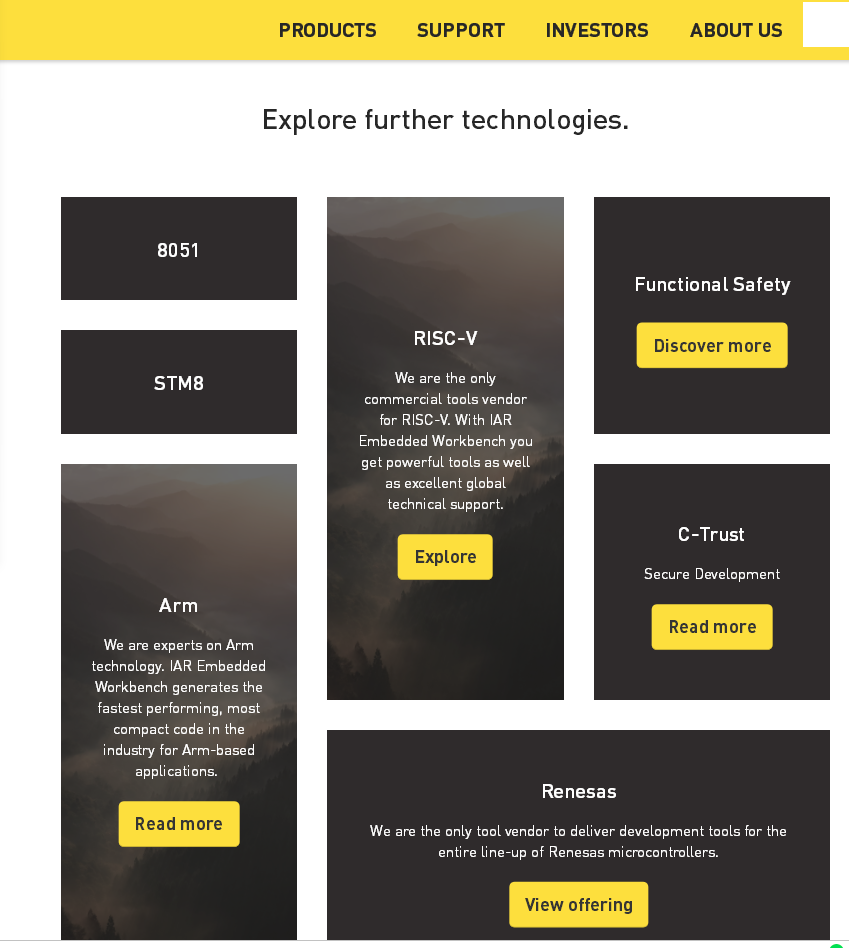 PRODUCTS SUPPORT INVESTORS ABOUT US
Explore further technologies.
8051
STM8
Arm
We are experts on Arm
technology. IAR Embedded
Workbench generates the
fastest performing, most
compact code in the
industry for Arm-based
applications.
Read more
RISC-V
We are the only
commercial tools vendor
for RISC-V. With IAR
Embedded Workbench you
get powerful tools as well
as excellent global
technical support.
Explore
Functional Safety
Discover more
C-Trust
Secure Development
Read more
Renesas
We are the only tool vendor to deliver development tools for the
entire line-up of Renesas microcontrollers.
View offering